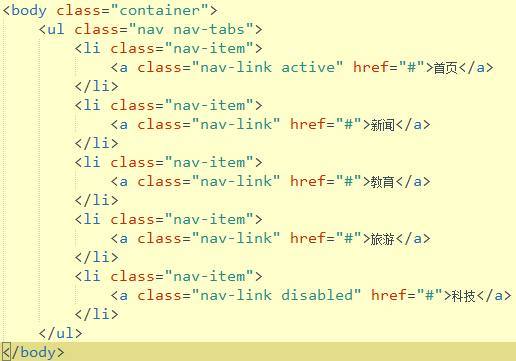 <body class="container">
    <ul class="nav nav-tabs">
        <li class="nav-item">
            <a class="nav-link active" href="#">首页</a>
        </li>
        <li class="nav-item">
            <a class="nav-link" href="#">新闻</a>
        </li>
        <li class="nav-item">
            <a class="nav-link" href="#">教育</a>
        </li>
        <li class="nav-item">
            <a class="nav-link" href="#">旅游</a>
        </li>
        <li class="nav-item">
            <a class="nav-link disabled" href="#">科技</a>
        </li>
    </ul>
</body>